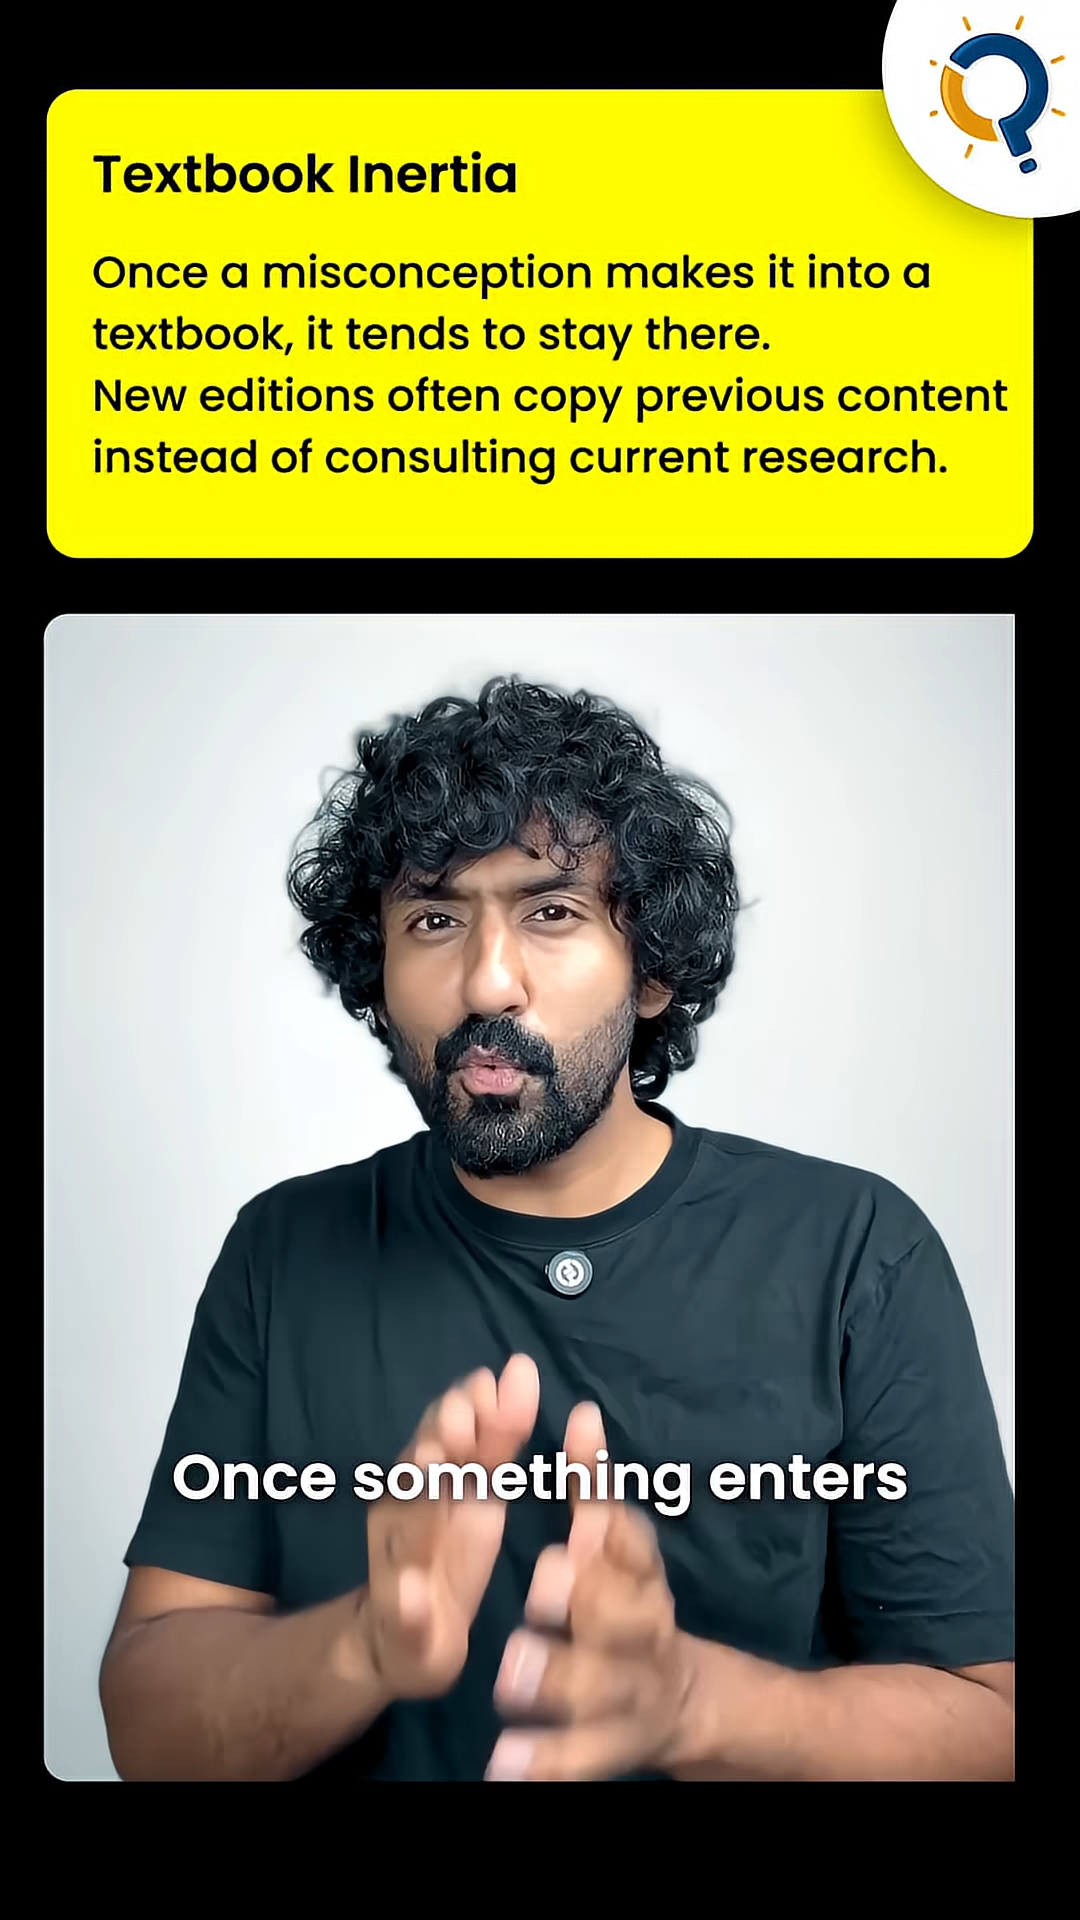 Textbook Inertia
Once a misconception makes it into a
textbook, it tends to stay there.
New editions often copy previous content
instead of consulting current research.
Once something enters